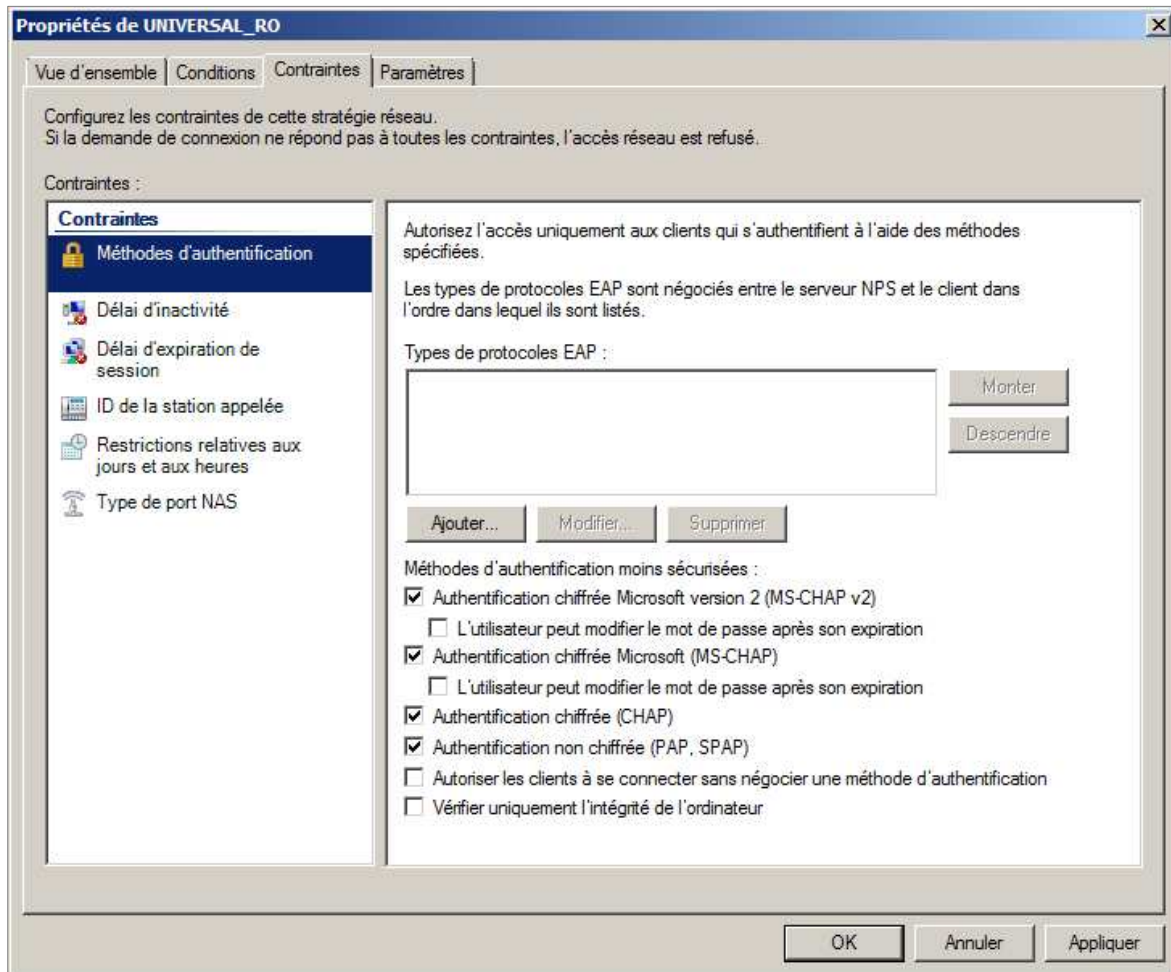 Propriétés de UNIVERSAL_RO
Vue d'ensemble
Conditions
Contraintes
Paramètres
Configurez les contraintes de cette stratégie réseau.
Si la demande de connexion ne répond pas à toutes les contraintes, l'accès réseau est refusé.
Contraintes :
Contraintes
Méthodes d'authentification
Délai d'inactivité
Délai d'expiration de
session
ID de la station appelée
Restrictions relatives aux
jours et aux heures
Type de port NAS
Autorisez l'accès uniquement aux clients qui s'authentifient à l'aide des méthodes
spécifiées.
Les types de protocoles EAP sont négociés entre le serveur NPS et le client dans
l'ordre dans lequel ils sont listés.
Types de protocoles EAP :
Monter
Descendre
Ajouter...
Modifier...
Supprimer
Méthodes d'authentification moins sécurisées :
Authentification chiffrée Microsoft version 2 (MS-CHAP v2)
L'utilisateur peut modifier le mot de passe après son expiration
Authentification chiffrée Microsoft (MS-CHAP)
L'utilisateur peut modifier le mot de passe après son expiration
Authentification chiffrée (CHAP)
Authentification non chiffrée (PAP, SPAP)
Autoriser les clients à se connecter sans négocier une méthode d'authentification
Vérifier uniquement l'intégrité de l'ordinateur
OK
Annuler
Appliquer